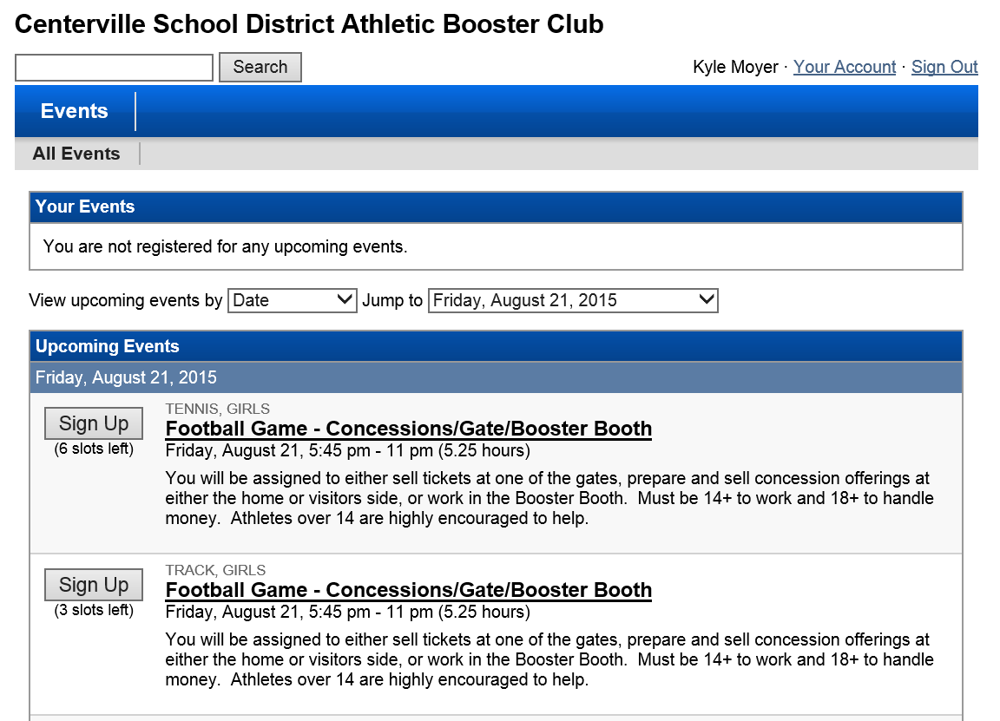 Centerville School District Athletic Booster Club
Search
Kyle Moyer · Your Account · Sign Out
Events
All Events
Your Events
You are not registered for any upcoming events.
View upcoming events by Date Jump to Friday, August 21, 2015
Upcoming Events
Friday, August 21, 2015
Sign Up
(6 slots left)
TENNIS, GIRLS
Football Game - Concessions/Gate/Booster Booth
Friday, August 21, 5:45 pm - 11 pm (5.25 hours)
You will be assigned to either sell tickets at one of the gates, prepare and sell concession offerings at
either the home or visitors side, or work in the Booster Booth.  Must be 14+ to work and 18+ to handle
money.  Athletes over 14 are highly encouraged to help.
Sign Up
(3 slots left)
TRACK, GIRLS
Football Game - Concessions/Gate/Booster Booth
Friday, August 21, 5:45 pm - 11 pm (5.25 hours)
You will be assigned to either sell tickets at one of the gates, prepare and sell concession offerings at
either the home or visitors side, or work in the Booster Booth.  Must be 14+ to work and 18+ to handle
money.  Athletes over 14 are highly encouraged to help.